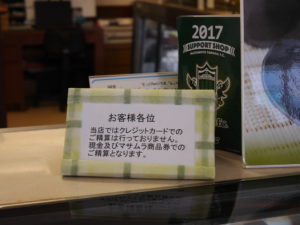 お客様各位
当店ではクレジットカードでの
ご精算は行っておりません。
現金及びマサムラ商品券での
ご精算となります。
2017
SUPPORT SHOP